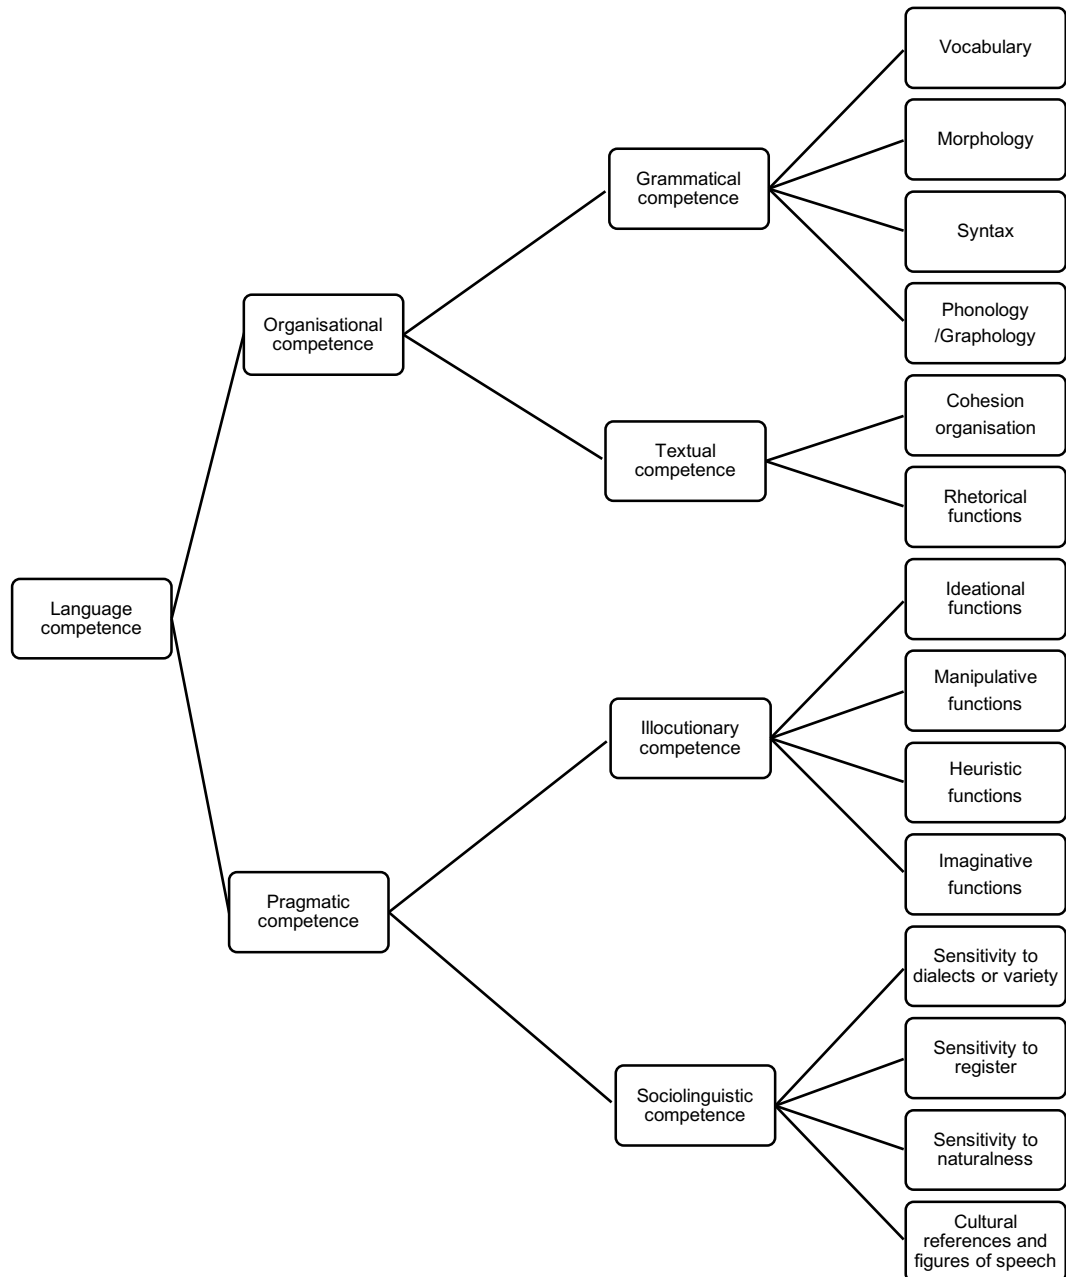 Vocabulary
Morphology
Grammatical
competence
Syntax
Organisational
competence
Phonology
/Graphology
Cohesion
organisation
Textual
competence
Rhetorical
functions
Language
competence
Ideational
functions
Manipulative
functions
Illocutionary
competence
Heuristic
functions
Imaginative
functions
Pragmatic
competence
Sensitivity to
dialects or variety
Sensitivity to
register
Sociolinguistic
competence
Sensitivity to
naturalness
Cultural
references and
figures of speech